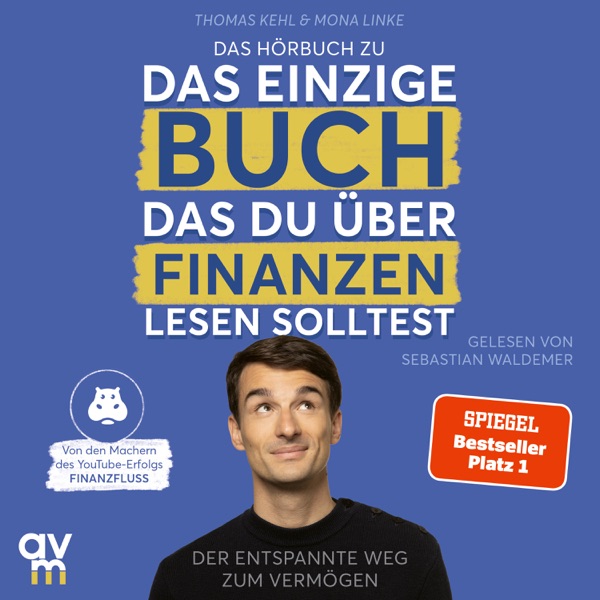 THOMAS KEHL & MONA LINKE
DAS HÖRBUCH ZU
DAS EINZIGE
BUCH
DAS DU ÜBER
FINANZEN
LESEN SOLLTEST
GELESEN VON
SEBASTIAN WALDEMER
SPIEGEL
Bestseller
Platz 1
Von den Machern
des YouTube-Erfolgs
FINANZFLUSS
avm
DER ENTSPANNTE WEG
ZUM VERMÖGEN